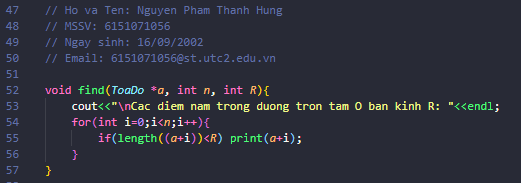 47 // Ho va Ten: Nguyen Pham Thanh Hung
48 // MSSV: 6151071056
49 // Ngay sinh: 16/09/2002
50 // Email: 6151071056@st.utc2.edu.vn
51
52 void find(ToaDo *a, int n, int R){
53 cout<<"\nCac diem nam trong duong tron tam O ban kinh R: "<<endl;
54 for(int i=0;i<n;i++){
55 if(length((a+i))<R) print(a+i);
56 }
57 }